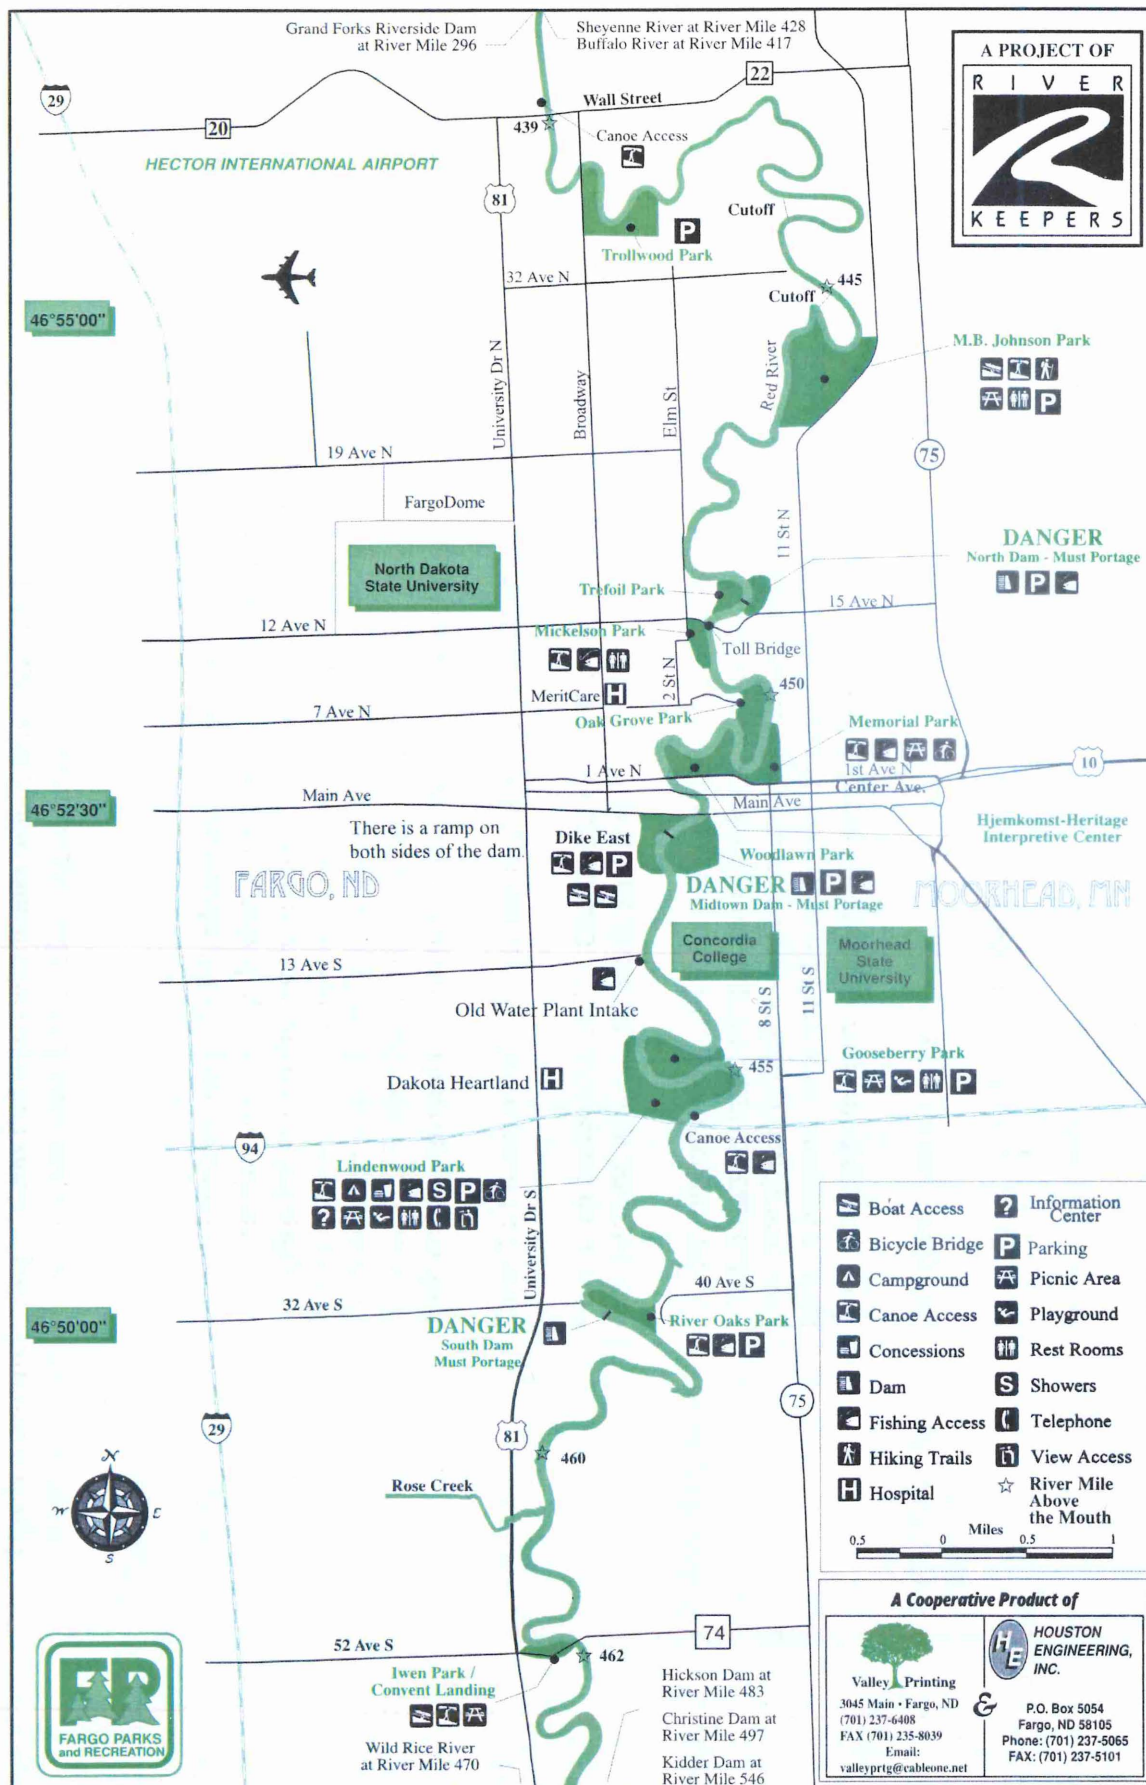 Grand Forks Riverside Dam
at River Mile 296
Sheyenne River at River Mile 428
Buffalo River at River Mile 417
A PROJECT OF
RIVER
KEEPERS
29
20
22
Wall Street
439
Canoe Access
HECTOR INTERNATIONAL AIRPORT
81
Cutoff
P
Trollwood Park
32 Ave N
445
Cutoff
46°55'00"
M.B. Johnson Park
P
University Dr N
Broadway
Elm St
Red River
19 Ave N
75
FargoDome
11 St N
DANGER
North Dam - Must Portage
P
North Dakota
State University
Trefoil Park
15 Ave N
12 Ave N
Mickelson Park
Toll Bridge
2 St N
450
MeritCare H
7 Ave N
Oak Grove Park
Memorial Park
1 Ave N
1st Ave N
Center Ave.
10
46°52'30"
Main Ave
Main Ave
There is a ramp on
both sides of the dam.
Dike East
P
Hjemkomst-Heritage
Interpretive Center
Woodlawn Park
DANGER P
Midtown Dam - Must Portage
FARGO, ND
MOORHEAD, MN
Concordia
College
Moorhead
State
University
13 Ave S
8 St S
11 St S
Old Water Plant Intake
Gooseberry Park
455
P
Dakota Heartland H
94
Canoe Access
Lindenwood Park
S P
?
University Dr S
Boat Access
Bicycle Bridge
Campground
Canoe Access
Concessions
Dam
Fishing Access
Hiking Trails
H Hospital
? Information
Center
P Parking
Picnic Area
Playground
Rest Rooms
S Showers
Telephone
View Access
River Mile
Above
the Mouth
Miles
0.5 0 0.5 1
40 Ave S
32 Ave S
46°50'00"
DANGER
South Dam
Must Portage
River Oaks Park
P
75
29
81
460
N
W E
S
Rose Creek
52 Ave S
74
462
Iwen Park /
Convent Landing
Wild Rice River
at River Mile 470
Hickson Dam at
River Mile 483
Christine Dam at
River Mile 497
Kidder Dam at
River Mile 546
FP
FARGO PARKS
and RECREATION
A Cooperative Product of
Valley Printing
3045 Main • Fargo, ND
(701) 237-6408
FAX (701) 235-8039
Email:
valleyprtg@cableone.net
&
HE
HOUSTON
ENGINEERING,
INC.
P.O. Box 5054
Fargo, ND 58105
Phone: (701) 237-5065
FAX: (701) 237-5101